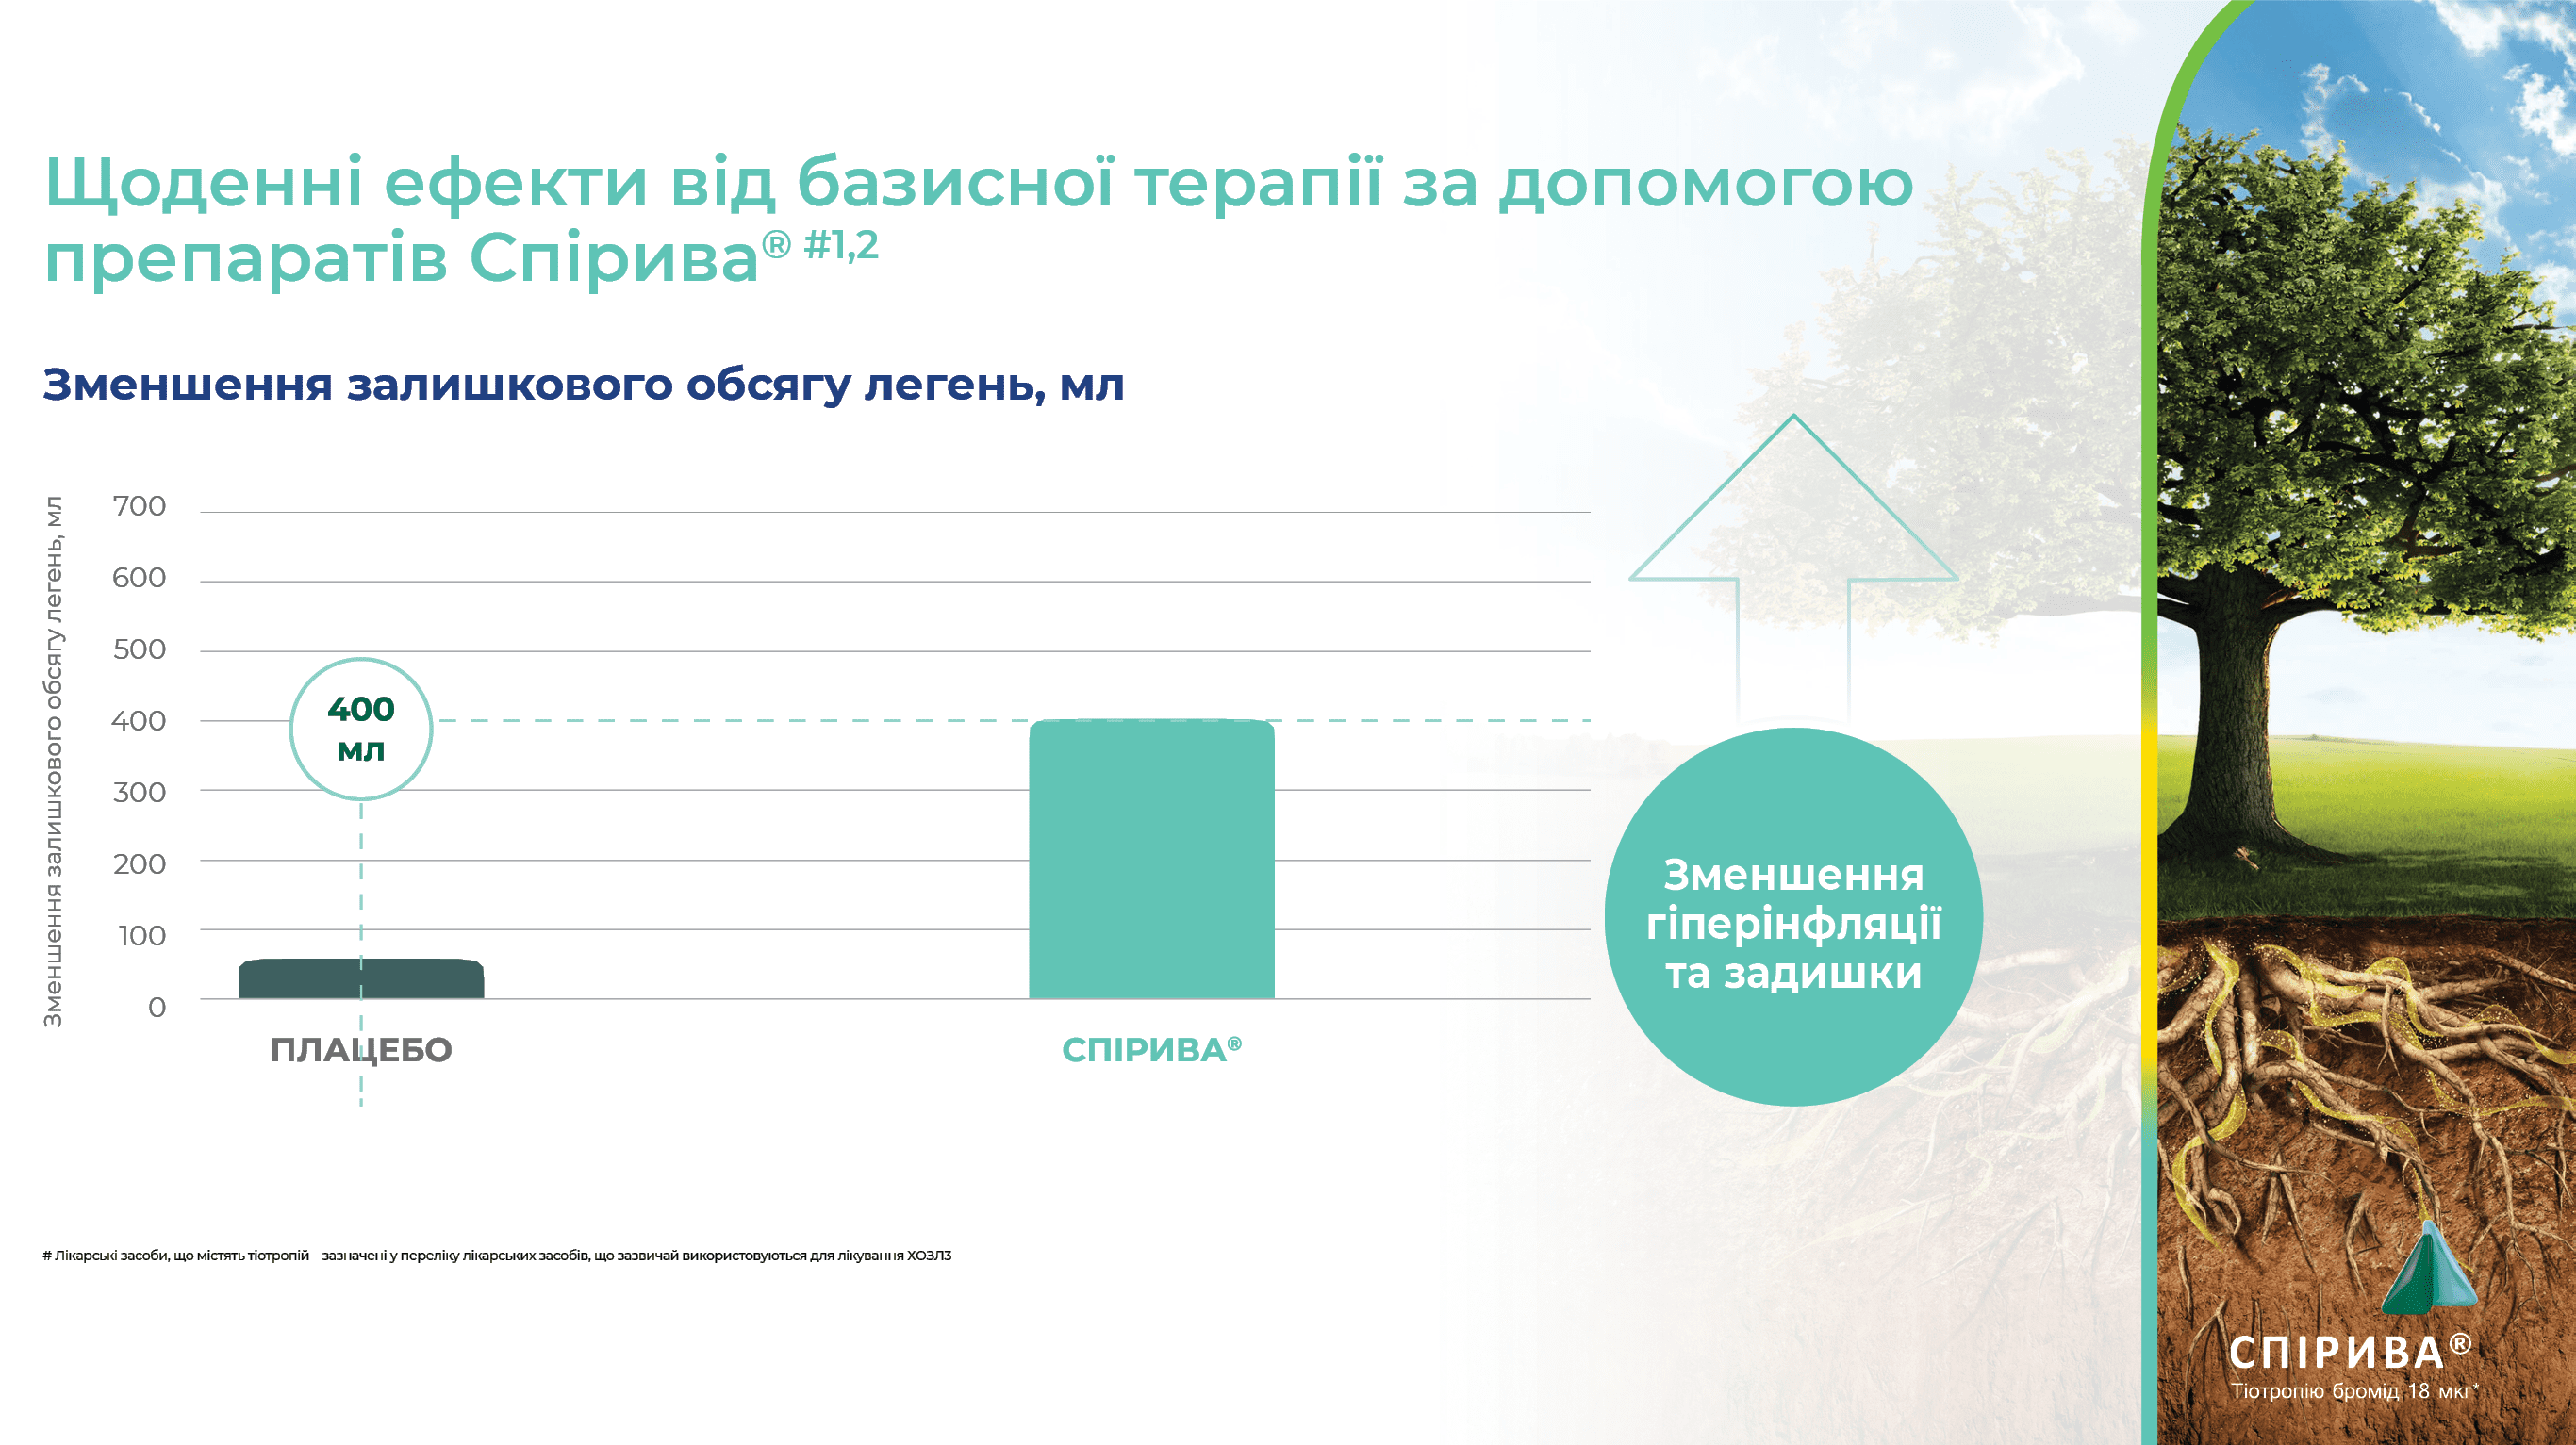 Щоденні ефекти від базисної терапії за допомогою
препаратів Спірива® #1,2
Зменшення залишкового обсягу легень, мл
Зменшення залишкового обсягу легень, мл
700
600
500
400
300
200
100
0
400
мл
ПЛАЦЕБО
СПІРИВА®
Зменшення
гіперінфляції
та задишки
# Лікарські засоби, що містять тіотропій – зазначені у переліку лікарських засобів, що зазвичай використовуються для лікування ХОЗЛ3
СПІРИВА®
Тіотропію бромід 18 мкг*